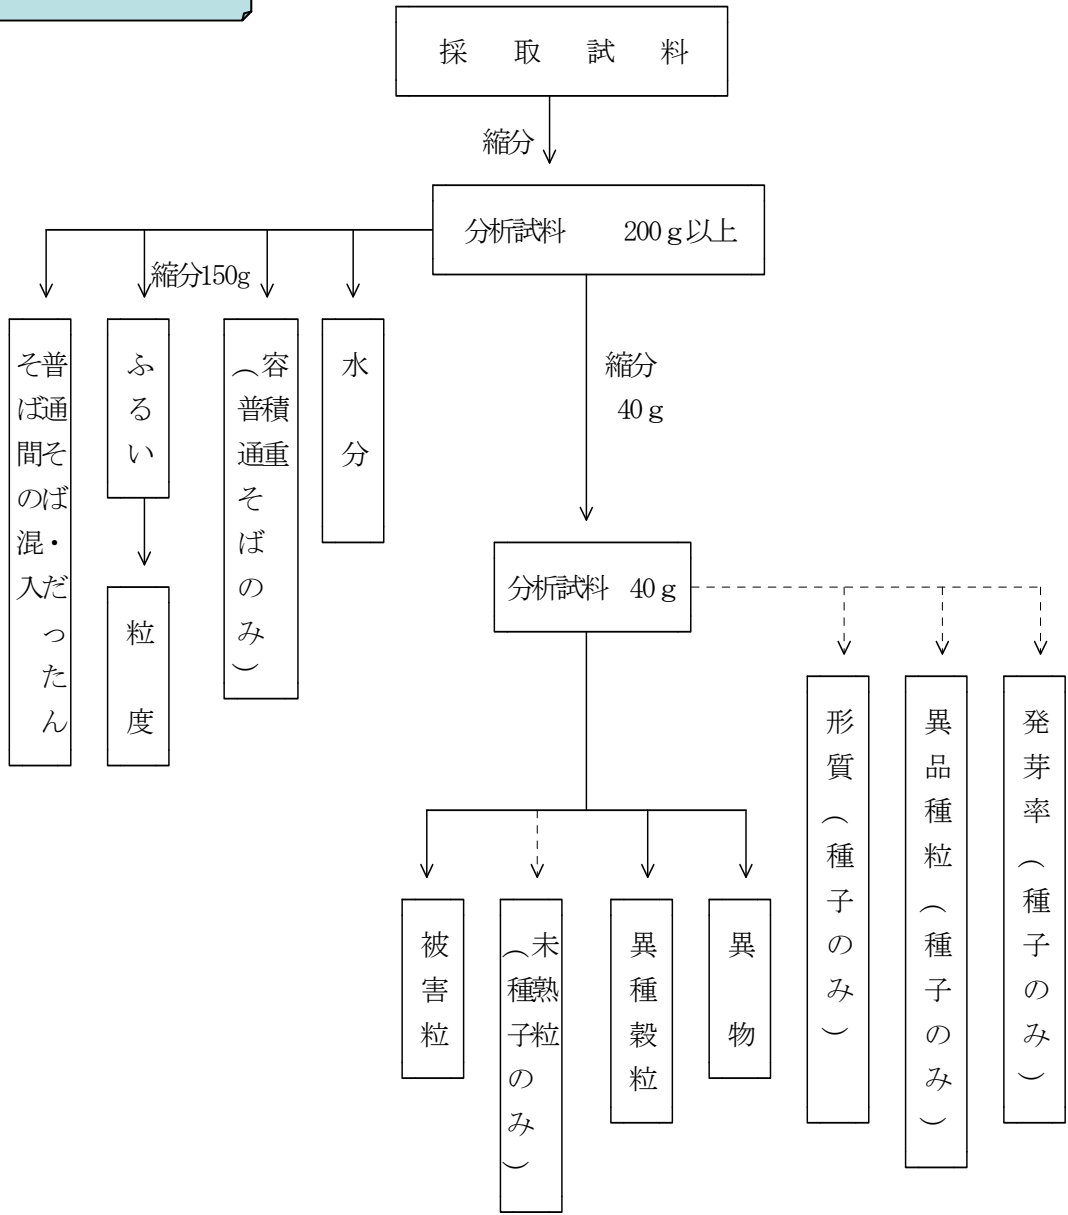 採　取　試　料
縮分
分析試料　　200ｇ以上
縮分150g
普通そば・だったん
そば間の混入
ふるい
容積重
（普通そばのみ）
水　分
縮分
40ｇ
粒　度
分析試料　40ｇ
形質（種子のみ）
異品種粒（種子のみ）
発芽率（種子のみ）
被害粒
未熟粒
（種子のみ）
異種穀粒
異　物